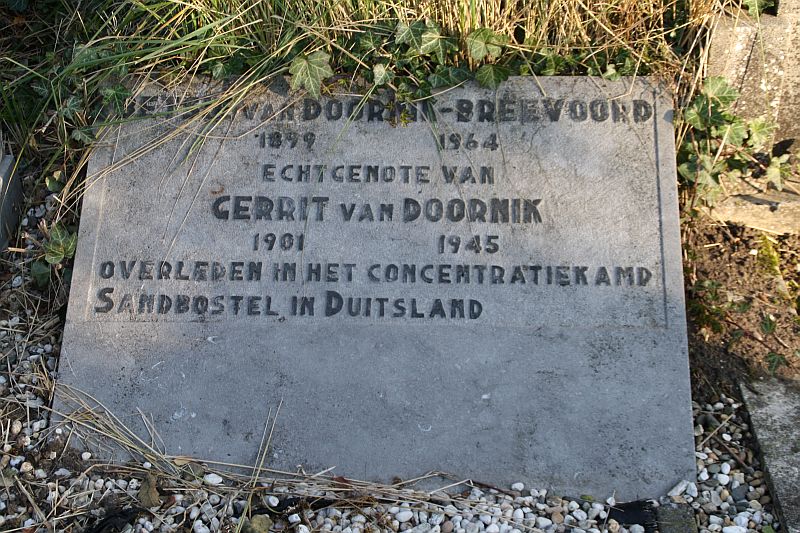 VAN DOORNIK-BREEVOORD
1899 1964
ECHTGENOTE VAN
GERRIT VAN DOORNIK
1901 1945
OVERLEDEN IN HET CONCENTRATIEKAMP
SANDBOSTEL IN DUITSLAND